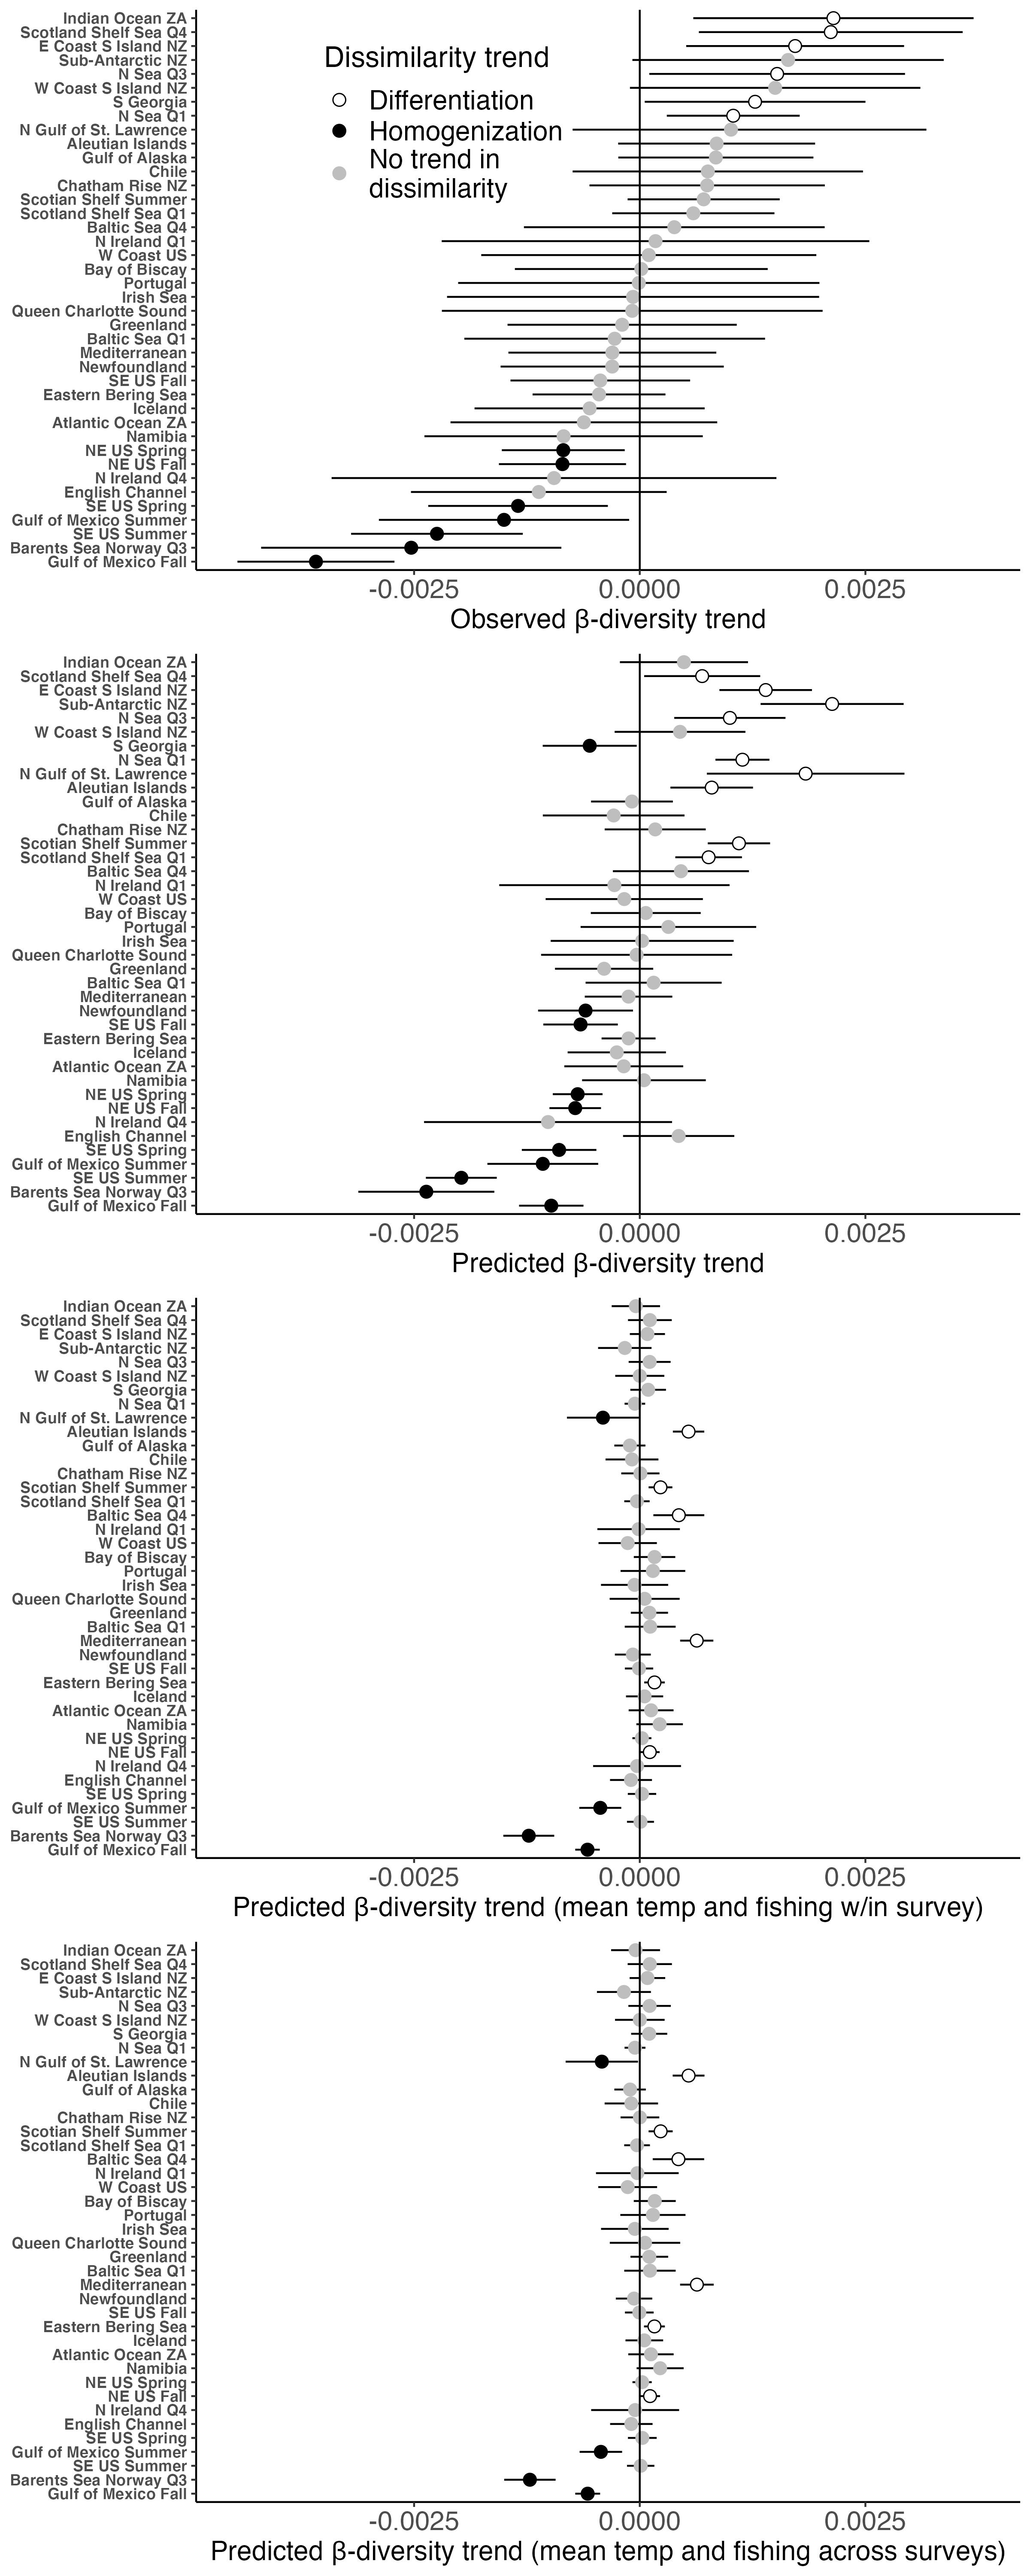 Indian Ocean ZA
Scotland Shelf Sea Q4
E Coast S Island NZ
Sub-Antarctic NZ
N Sea Q3
W Coast S Island NZ
S Georgia
N Sea Q1
N Gulf of St. Lawrence
Aleutian Islands
Gulf of Alaska
Chile
Chatham Rise NZ
Scotian Shelf Summer
Scotland Shelf Sea Q1
Baltic Sea Q4
N Ireland Q1
W Coast US
Bay of Biscay
Portugal
Irish Sea
Queen Charlotte Sound
Greenland
Baltic Sea Q1
Mediterranean
Newfoundland
SE US Fall
Eastern Bering Sea
Iceland
Atlantic Ocean ZA
Namibia
NE US Spring
NE US Fall
N Ireland Q4
English Channel
SE US Spring
Gulf of Mexico Summer
SE US Summer
Barents Sea Norway Q3
Gulf of Mexico Fall
Dissimilarity trend
Differentiation
Homogenization
No trend in
dissimilarity
-0.0025 0.0000 0.0025
Observed β-diversity trend
Indian Ocean ZA
Scotland Shelf Sea Q4
E Coast S Island NZ
Sub-Antarctic NZ
N Sea Q3
W Coast S Island NZ
S Georgia
N Sea Q1
N Gulf of St. Lawrence
Aleutian Islands
Gulf of Alaska
Chile
Chatham Rise NZ
Scotian Shelf Summer
Scotland Shelf Sea Q1
Baltic Sea Q4
N Ireland Q1
W Coast US
Bay of Biscay
Portugal
Irish Sea
Queen Charlotte Sound
Greenland
Baltic Sea Q1
Mediterranean
Newfoundland
SE US Fall
Eastern Bering Sea
Iceland
Atlantic Ocean ZA
Namibia
NE US Spring
NE US Fall
N Ireland Q4
English Channel
SE US Spring
Gulf of Mexico Summer
SE US Summer
Barents Sea Norway Q3
Gulf of Mexico Fall
-0.0025 0.0000 0.0025
Predicted β-diversity trend
Indian Ocean ZA
Scotland Shelf Sea Q4
E Coast S Island NZ
Sub-Antarctic NZ
N Sea Q3
W Coast S Island NZ
S Georgia
N Sea Q1
N Gulf of St. Lawrence
Aleutian Islands
Gulf of Alaska
Chile
Chatham Rise NZ
Scotian Shelf Summer
Scotland Shelf Sea Q1
Baltic Sea Q4
N Ireland Q1
W Coast US
Bay of Biscay
Portugal
Irish Sea
Queen Charlotte Sound
Greenland
Baltic Sea Q1
Mediterranean
Newfoundland
SE US Fall
Eastern Bering Sea
Iceland
Atlantic Ocean ZA
Namibia
NE US Spring
NE US Fall
N Ireland Q4
English Channel
SE US Spring
Gulf of Mexico Summer
SE US Summer
Barents Sea Norway Q3
Gulf of Mexico Fall
-0.0025 0.0000 0.0025
Predicted β-diversity trend (mean temp and fishing w/in survey)
Indian Ocean ZA
Scotland Shelf Sea Q4
E Coast S Island NZ
Sub-Antarctic NZ
N Sea Q3
W Coast S Island NZ
S Georgia
N Sea Q1
N Gulf of St. Lawrence
Aleutian Islands
Gulf of Alaska
Chile
Chatham Rise NZ
Scotian Shelf Summer
Scotland Shelf Sea Q1
Baltic Sea Q4
N Ireland Q1
W Coast US
Bay of Biscay
Portugal
Irish Sea
Queen Charlotte Sound
Greenland
Baltic Sea Q1
Mediterranean
Newfoundland
SE US Fall
Eastern Bering Sea
Iceland
Atlantic Ocean ZA
Namibia
NE US Spring
NE US Fall
N Ireland Q4
English Channel
SE US Spring
Gulf of Mexico Summer
SE US Summer
Barents Sea Norway Q3
Gulf of Mexico Fall
-0.0025 0.0000 0.0025
Predicted β-diversity trend (mean temp and fishing across surveys)